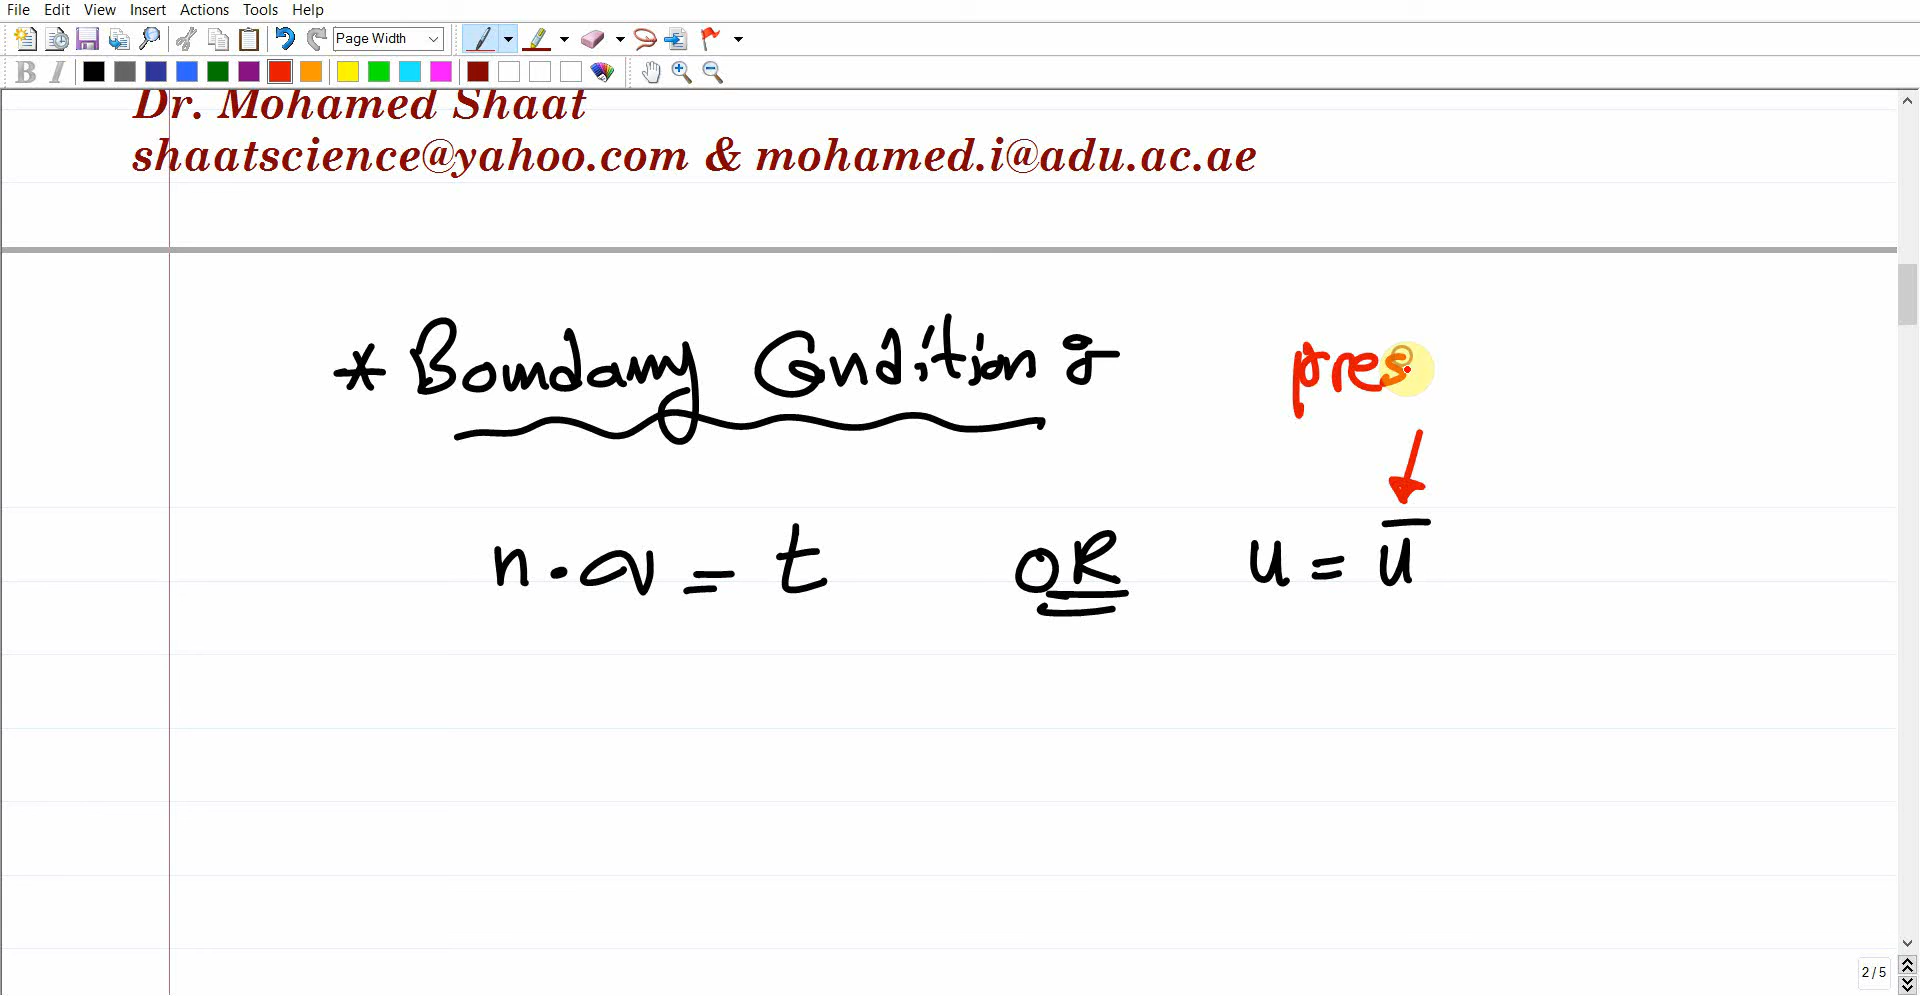 File Edit View Insert Actions Tools Help
Page Width
B I
Dr. Mohamed Shaat
shaatscience@yahoo.com & mohamed.i@adu.ac.ae
* Boundary Condition :- pres
n . σ = t OR u = ū
2 / 5